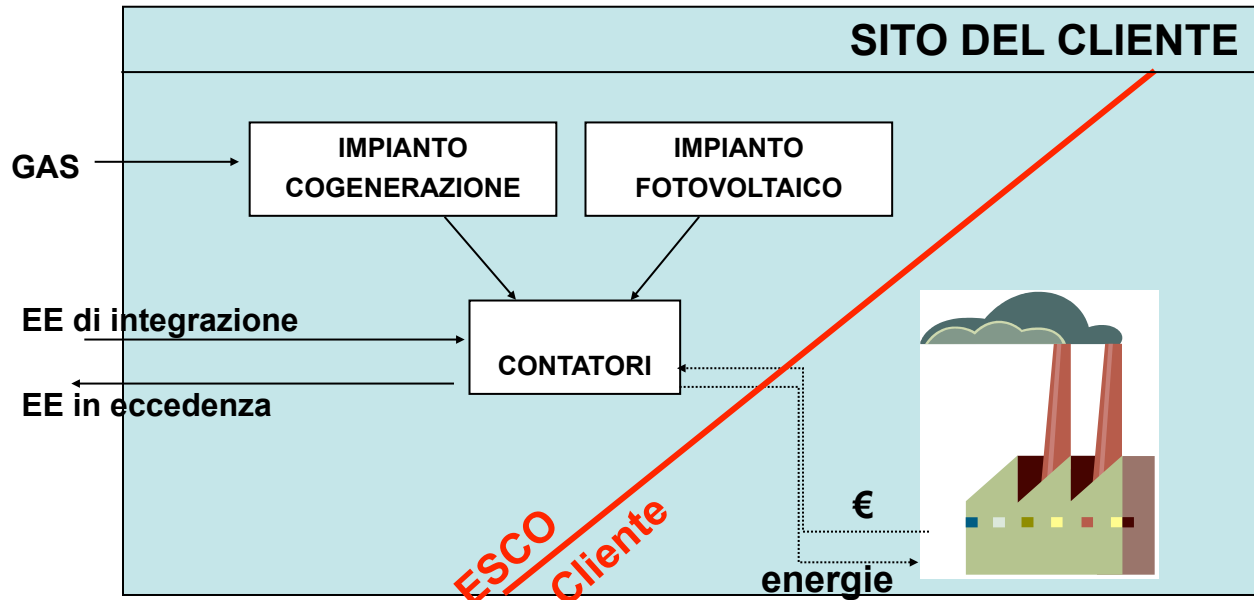 SITO DEL CLIENTE
GAS
IMPIANTO
COGENERAZIONE
IMPIANTO
FOTOVOLTAICO
EE di integrazione
CONTATORI
EE in eccedenza
€
energie
ESCO
Cliente